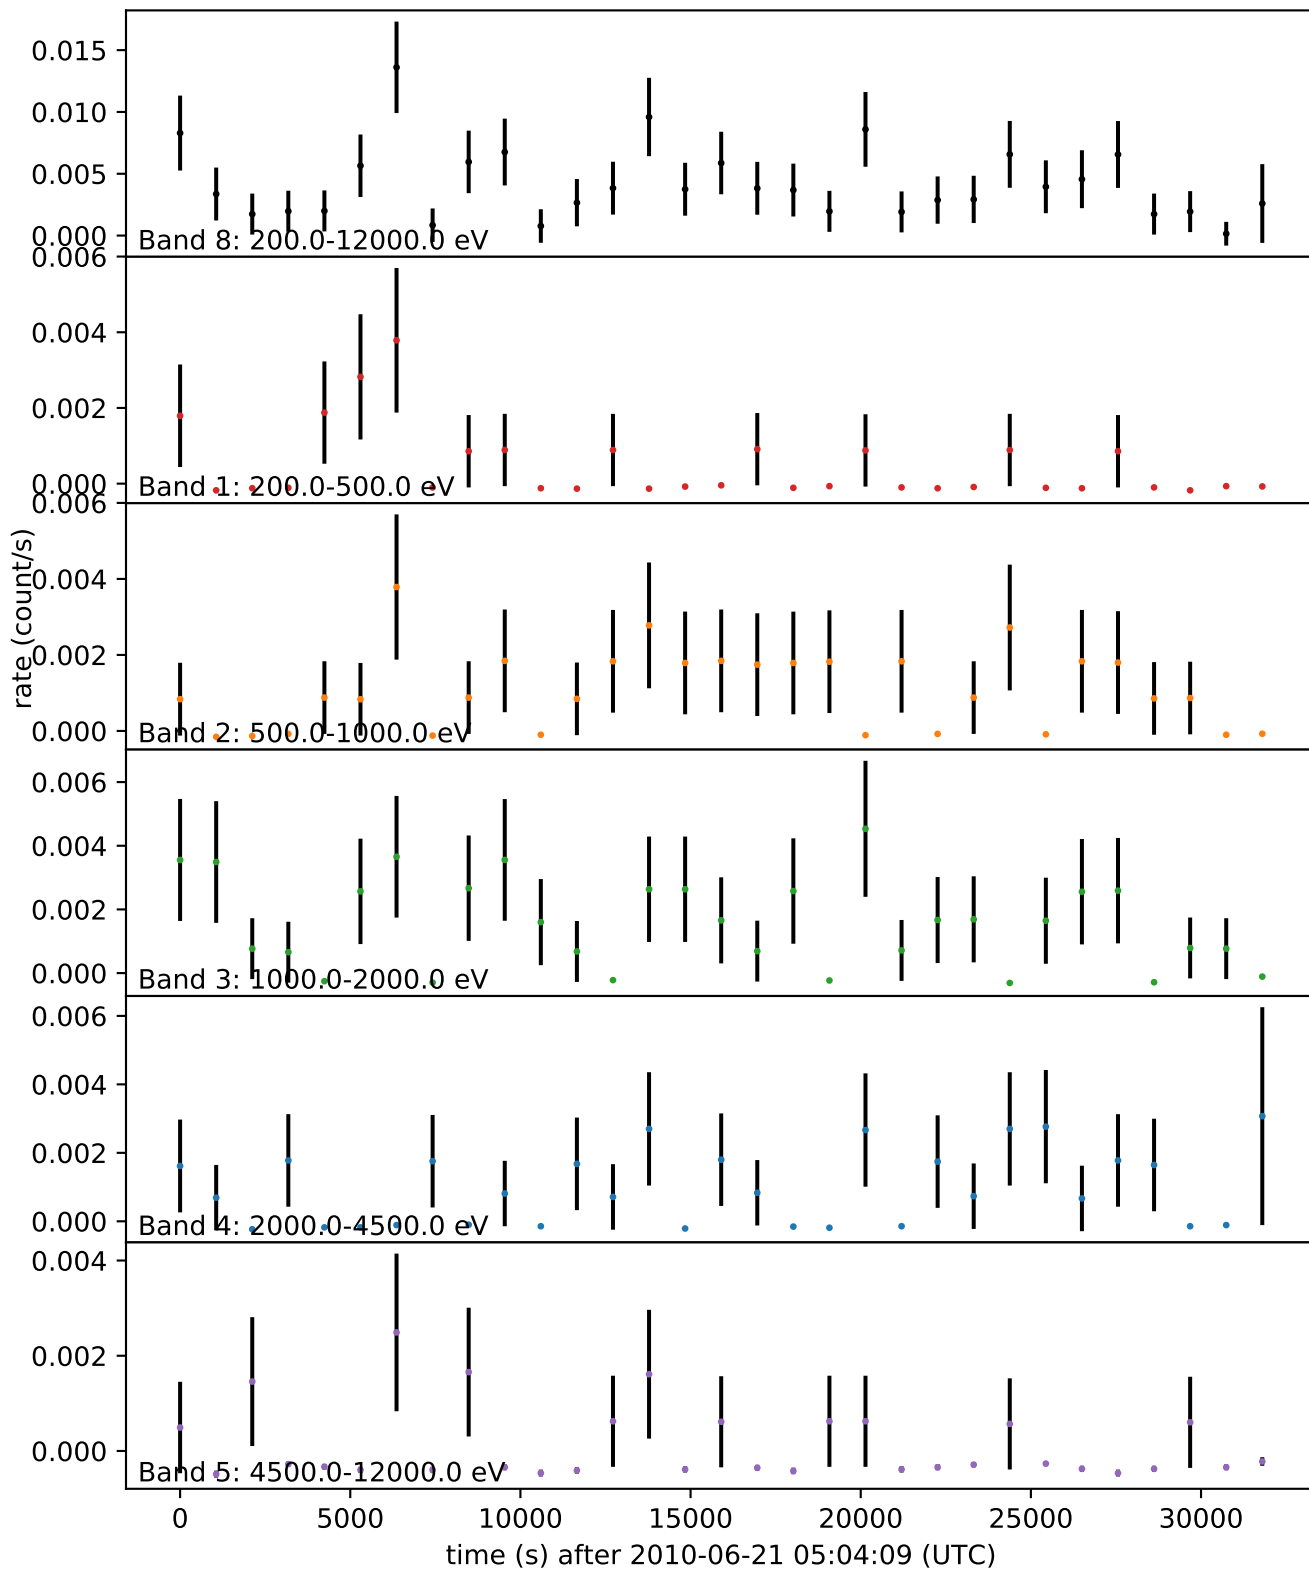 0.015
0.010
0.005
0.000
Band 8: 200.0-12000.0 eV
0.006
0.004
0.002
0.000
Band 1: 200.0-500.0 eV
0.006
0.004
0.002
0.000
Band 2: 500.0-1000.0 eV
rate (count/s)
0.006
0.004
0.002
0.000
Band 3: 1000.0-2000.0 eV
0.006
0.004
0.002
0.000
Band 4: 2000.0-4500.0 eV
0.004
0.002
0.000
Band 5: 4500.0-12000.0 eV
0 5000 10000 15000 20000 25000 30000
time (s) after 2010-06-21 05:04:09 (UTC)